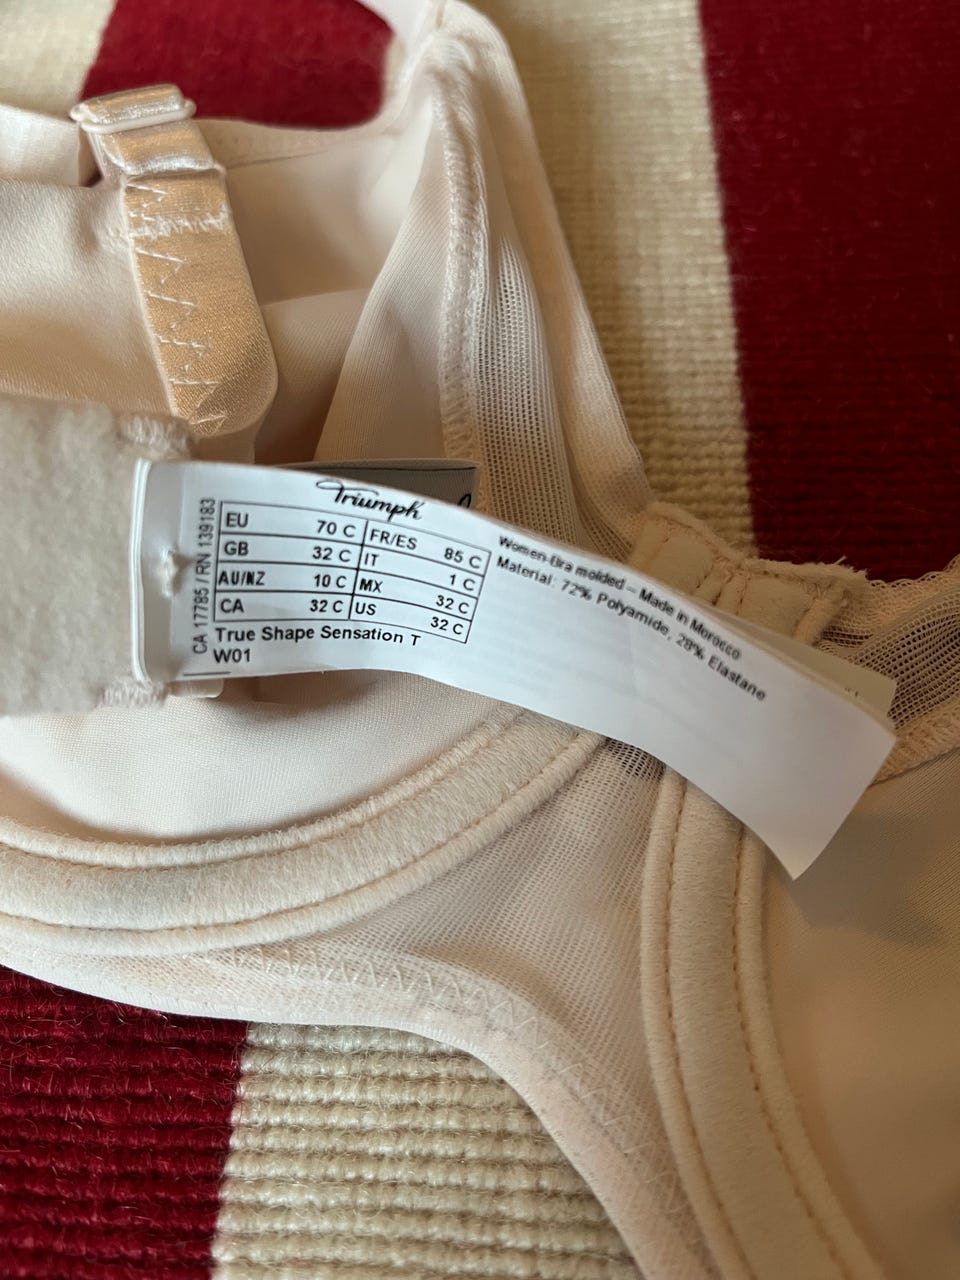 Triumph
CA 17785 / RN 139183
EU 70 C FR/ES 85 C
GB 32 C IT 1 C
AU/NZ 10 C MX 32 C
CA 32 C US 32 C
True Shape Sensation T
W01
Women-Bra molded – Made in Morocco
Material: 72% Polyamide, 28% Elastane